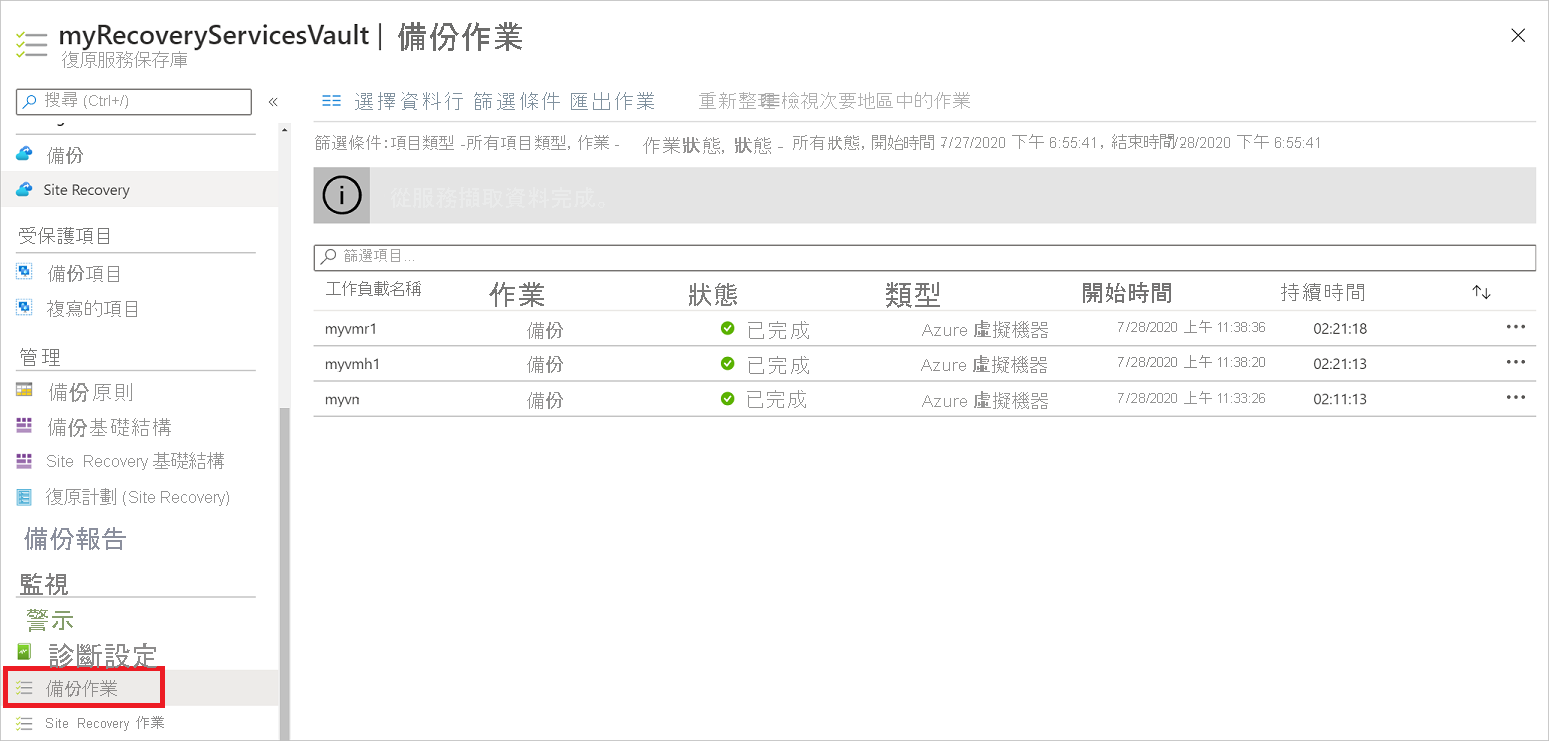 myRecoveryServicesVault | 備份作業
復原服務保存庫
搜尋 (Ctrl+/)
«
備份
Site Recovery
受保護項目
備份項目
複寫的項目
管理
備份原則
備份基礎結構
Site Recovery 基礎結構
復原計劃 (Site Recovery)
備份報告
監視
警示
診斷設定
備份作業
Site Recovery 作業
選擇資料行 篩選條件 匯出作業 重新整理 檢視次要地區中的作業
篩選條件:項目類型 -所有項目類型, 作業 - 作業狀態, 狀態 - 所有狀態, 開始時間 7/27/2020 下午 6:55:41, 結束時間/28/2020 下午 6:55:41
從服務擷取資料完成。
篩選項目...
工作負載名稱 作業 狀態 類型 開始時間 持續時間
myvmr1 備份 已完成 Azure 虛擬機器 7/28/2020 上午 11:38:36 02:21:18 ...
myvmh1 備份 已完成 Azure 虛擬機器 7/28/2020 上午 11:38:20 02:21:13 ...
myvn 備份 已完成 Azure 虛擬機器 7/28/2020 上午 11:33:26 02:11:13 ...